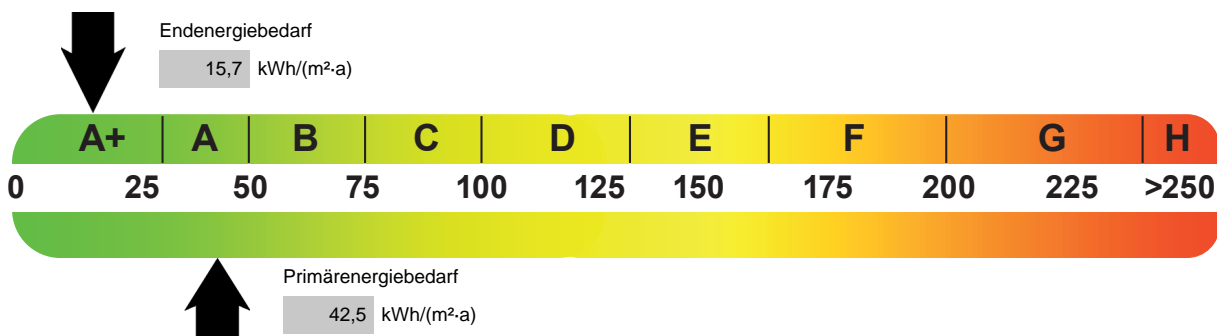 Endenergiebedarf
15,7 kWh/(m²·a)
A+ A B C D E F G H
0 25 50 75 100 125 150 175 200 225 >250
Primärenergiebedarf
42,5 kWh/(m²·a)